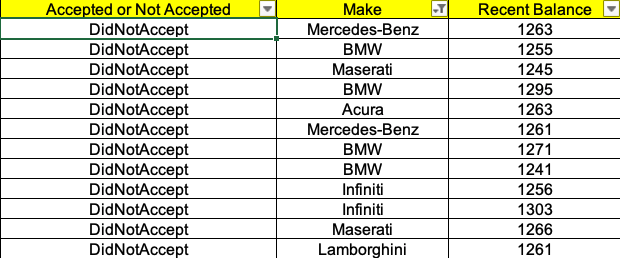 Accepted or Not Accepted Make Recent Balance
DidNotAccept Mercedes-Benz 1263
DidNotAccept BMW 1255
DidNotAccept Maserati 1245
DidNotAccept BMW 1295
DidNotAccept Acura 1263
DidNotAccept Mercedes-Benz 1261
DidNotAccept BMW 1271
DidNotAccept BMW 1241
DidNotAccept Infiniti 1256
DidNotAccept Infiniti 1303
DidNotAccept Maserati 1266
DidNotAccept Lamborghini 1261